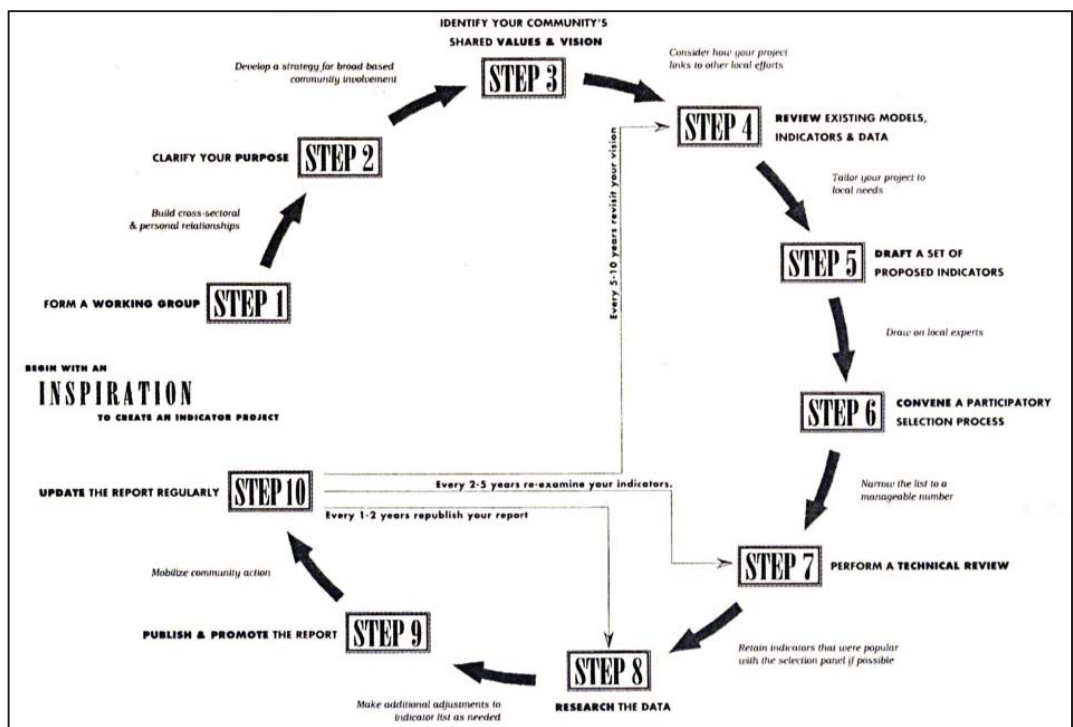 IDENTIFY YOUR COMMUNITY'S
SHARED VALUES & VISION
STEP 3
Consider how your project
links to other local efforts
STEP 4
REVIEW EXISTING MODELS,
INDICATORS & DATA
Tailor your project to
local needs
STEP 5
DRAFT A SET OF
PROPOSED INDICATORS
Draw on local experts
STEP 6
CONVENE A PARTICIPATORY
SELECTION PROCESS
Narrow the list to a
manageable number
STEP 7
PERFORM A TECHNICAL REVIEW
Retain indicators that were popular
with the selection panel if possible
STEP 8
RESEARCH THE DATA
Make additional adjustments to
indicator list as needed
STEP 9
PUBLISH & PROMOTE THE REPORT
Mobilize community action
STEP 10
UPDATE THE REPORT REGULARLY
Every 5-10 years revisit your vision
Every 2-5 years re-examine your indicators.
Every 1-2 years republish your report
BEGIN WITH AN
INSPIRATION
TO CREATE AN INDICATOR PROJECT
FORM A WORKING GROUP
STEP 1
Build cross-sectoral
& personal relationships
CLARIFY YOUR PURPOSE
STEP 2
Develop a strategy for broad-based
community involvement